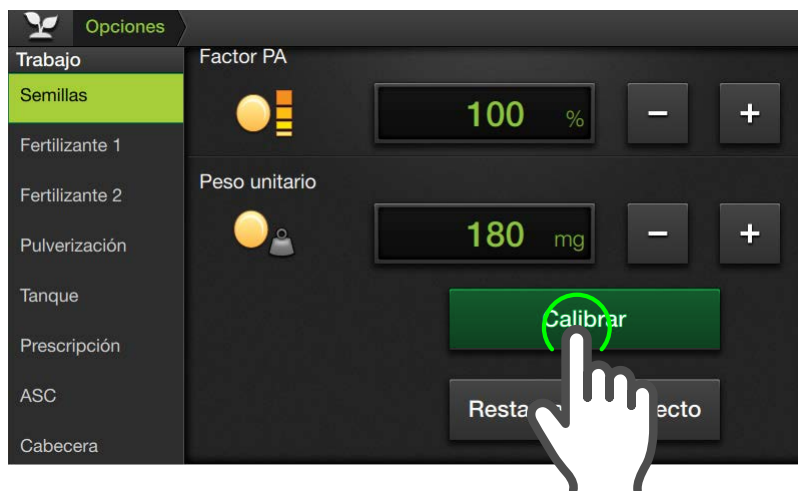 Opciones
Trabajo
Semillas
Fertilizante 1
Fertilizante 2
Pulverización
Tanque
Prescripción
ASC
Cabecera
Factor PA
100 %
−
+
Peso unitario
180 mg
−
+
Calibrar